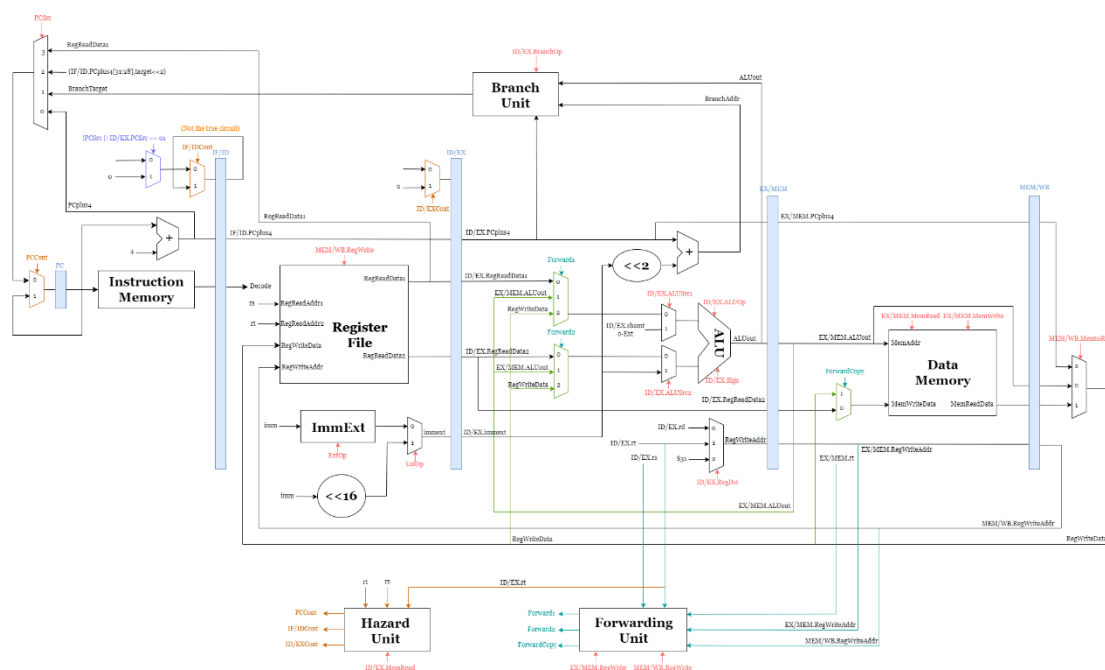 PCSrc
RegReadData1
3
2
(IF/ID.PCplus4[31:28],target<<2)
1
BranchTarget
0
ID/EX.BranchOp
Branch
Unit
ALUout
BranchAddr
(Not the true circuil)
IF/IDCont
0
1
0
0
1
PCplus4
IF/ID
0
0
1
ID/EXCont
ID/EX
RegReadData1
EX/MEM
MEM/WB
EX/MEM.PCplus4
+
4
IF/ID.PCplus4
ID/EX.PCplus4
+
<<2
PCCont
PC
0
1
Instruction
Memory
Decode
MEM/WB.RegWrite
RegReadData1
rs
RegReadAddr1
rt
RegReadAddr2
Register
File
RegWriteData
RegReadData2
RegWriteAddr
ID/EX.RegReadData1
Forward1
0
EX/MEM.ALUout
1
RegWriteData
2
Forward2
ID/EX.RegReadData2
0
EX/MEM.ALUout
1
RegWriteData
2
ID/EX.ALUSrc1
0
ID/EX.shamt
0-Ext
1
0
1
ID/EX.ALUSrc2
ID/EX.ALUOp
ALU
ALUout
ID/EX.Sign
EX/MEM.MemRead
EX/MEM.MemWrite
EX/MEM.ALUout
MemAddr
Data
Memory
MemWriteData
MemReadData
ForwardCopy
1
0
2
0
1
ID/EX.RegReadData2
imm
ImmExt
ExtOp
0
1
immext
LuiOp
ID/EX.immext
imm
<<16
ID/EX.rd
0
ID/EX.rt
1
RegWriteAddr
$31
2
ID/EX.rs
ID/EX.RegDst
EX/MEM.RegWriteAddr
EX/MEM.rt
EX/MEM.ALUout
MEM/WB.RegWriteAddr
RegWriteData
RegWriteData
rt
rs
ID/EX.rt
PCCont
IF/IDCont
ID/EXCont
Hazard
Unit
ID/EX.MemRead
Forward1
Forward2
ForwardCopy
Forwarding
Unit
EX/MEM.RegWriteAddr
MEM/WB.RegWriteAddr
EX/MEM.RegWrite
MEM/WB.RegWrite